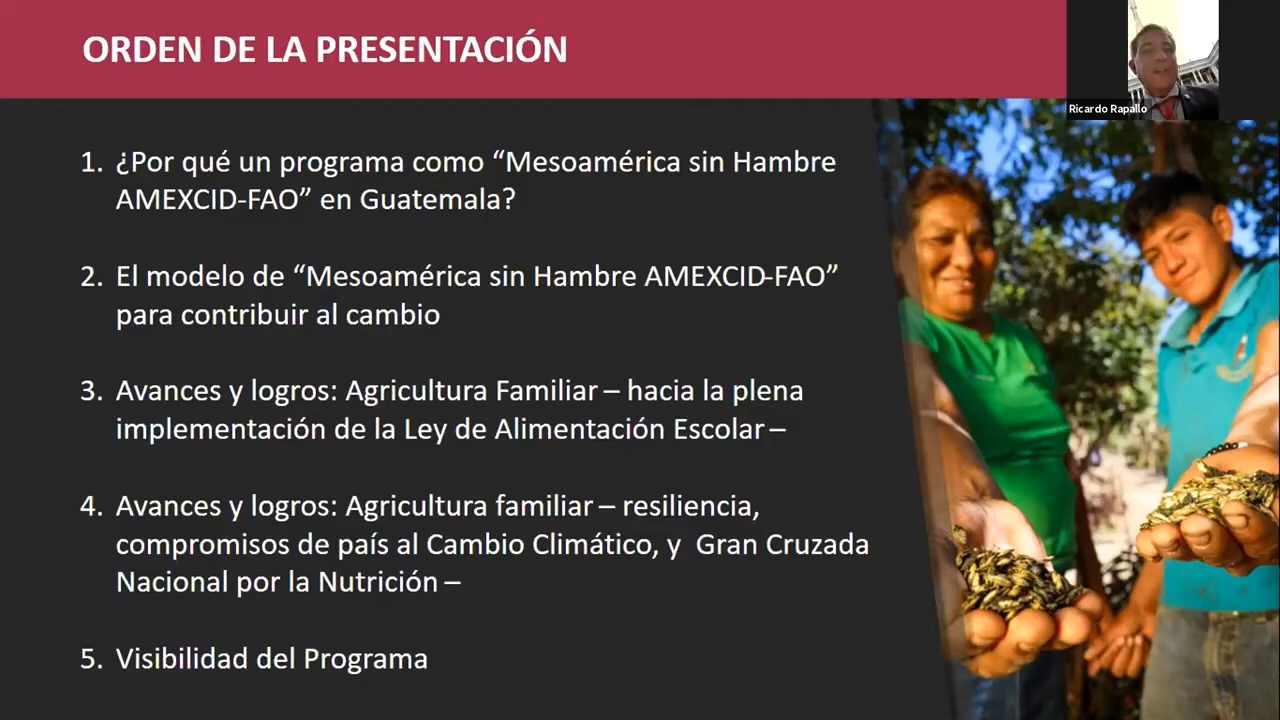 ORDEN DE LA PRESENTACIÓN
Ricardo Rapallo
1. ¿Por qué un programa como “Mesoamérica sin Hambre
AMEXCID-FAO” en Guatemala?
2. El modelo de “Mesoamérica sin Hambre AMEXCID-FAO”
para contribuir al cambio
3. Avances y logros: Agricultura Familiar – hacia la plena
implementación de la Ley de Alimentación Escolar –
4. Avances y logros: Agricultura familiar – resiliencia,
compromisos de país al Cambio Climático, y  Gran Cruzada
Nacional por la Nutrición –
5. Visibilidad del Programa